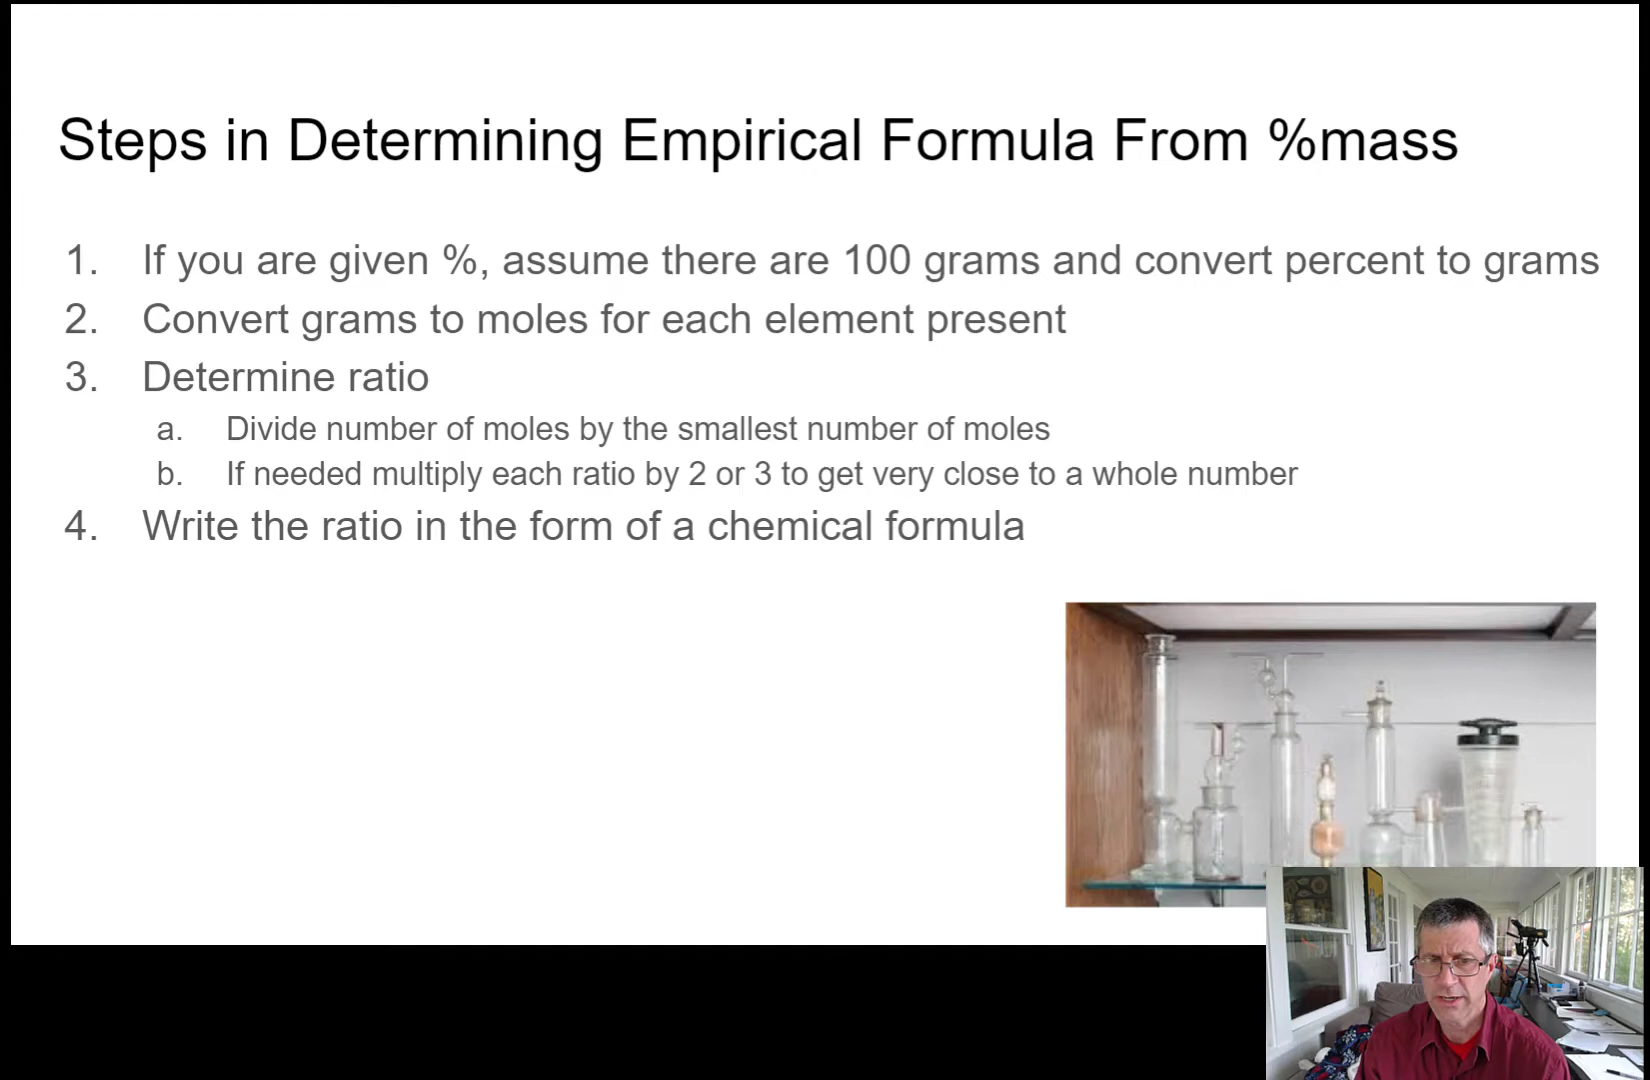 Steps in Determining Empirical Formula From %mass
1. If you are given %, assume there are 100 grams and convert percent to grams
2. Convert grams to moles for each element present
3. Determine ratio
a. Divide number of moles by the smallest number of moles
b. If needed multiply each ratio by 2 or 3 to get very close to a whole number
4. Write the ratio in the form of a chemical formula